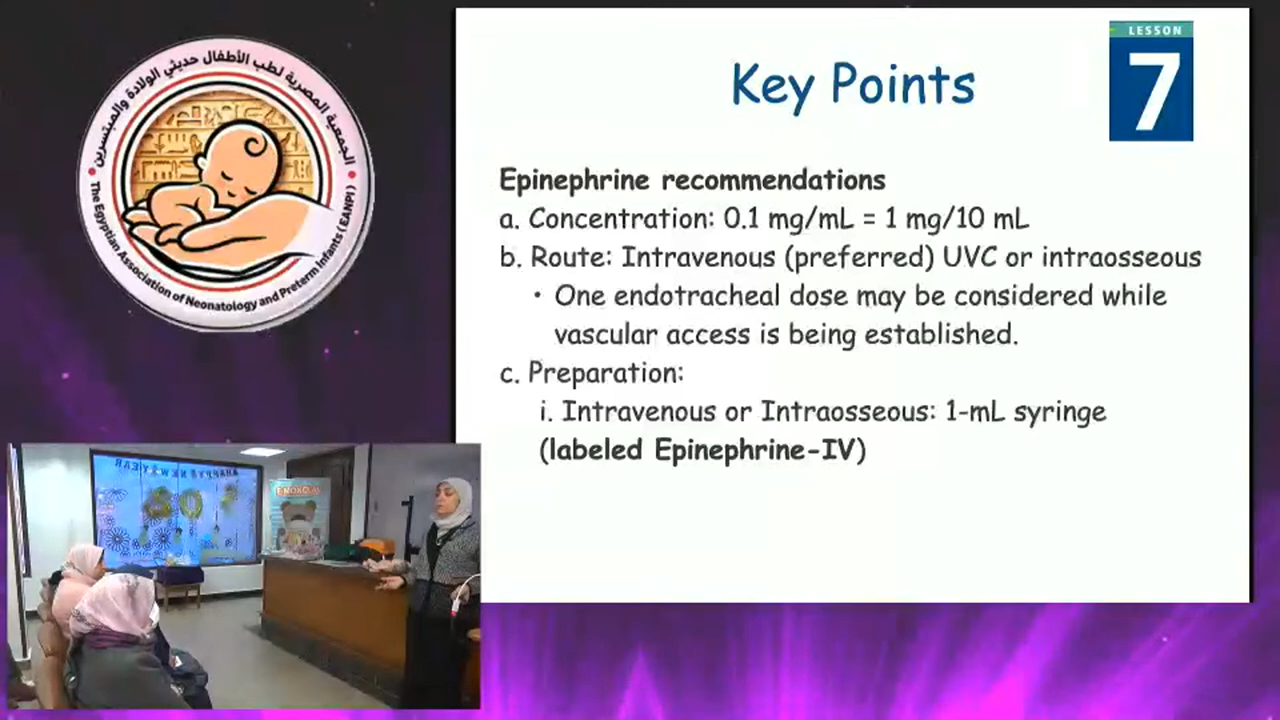 الجمعية المصرية لطب الأطفال حديثي الولادة والمبتسرين
The Egyptian Association of Neonatology and Preterm Infants (EANPI)
LESSON
7
Key Points
Epinephrine recommendations
a. Concentration: 0.1 mg/mL = 1 mg/10 mL
b. Route: Intravenous (preferred) UVC or intraosseous
• One endotracheal dose may be considered while
vascular access is being established.
c. Preparation:
i. Intravenous or Intraosseous: 1-mL syringe
(labeled Epinephrine-IV)